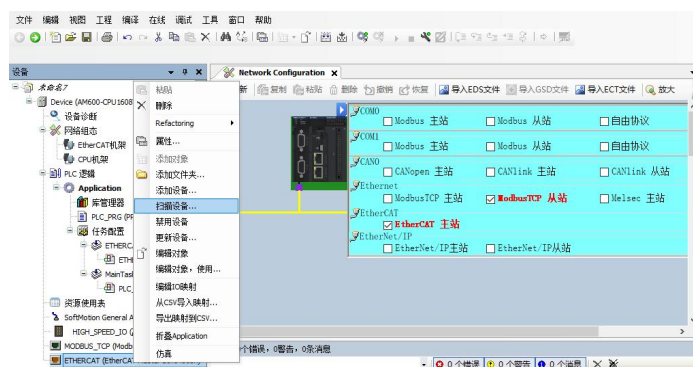 文件 编辑 视图 工程 编译 在线 调试 工具 窗口 帮助
设备
Network Configuration
未命名7
Device (AM600-CPU1608
设备诊断
网络组态
EtherCAT机架
CPU机架
PLC 逻辑
Application
库管理器
PLC_PRG (PR
任务配置
ETHERC
ETH
MainTas
PLC_
资源使用表
SoftMotion General A
HIGH_SPEED_IO (
MODBUS_TCP (Modb
ETHERCAT (EtherCA
粘贴
删除
Refactoring
属性...
添加对象
添加文件夹...
添加设备...
扫描设备...
禁用设备
更新设备...
编辑对象
编辑对象，使用...
编辑IO映射
从CSV导入映射...
导出映射到CSV...
折叠Application
仿真
新 复制 粘贴 删除 撤销 恢复 导入EDS文件 导入GSD文件 导入ECT文件 放大
COM0
Modbus 主站 Modbus 从站 自由协议
COM1
Modbus 主站 Modbus 从站 自由协议
CAN0
CANopen 主站 CANlink 主站 CANlink 从站
Ethernet
ModbusTCP 主站 ModbusTCP 从站 Melsec 主站
EtherCAT
EtherCAT 主站
EtherNet/IP
EtherNet/IP主站 EtherNet/IP从站
个错误，0警告，0条消息
0 个错误 0 个警告 0 个消息